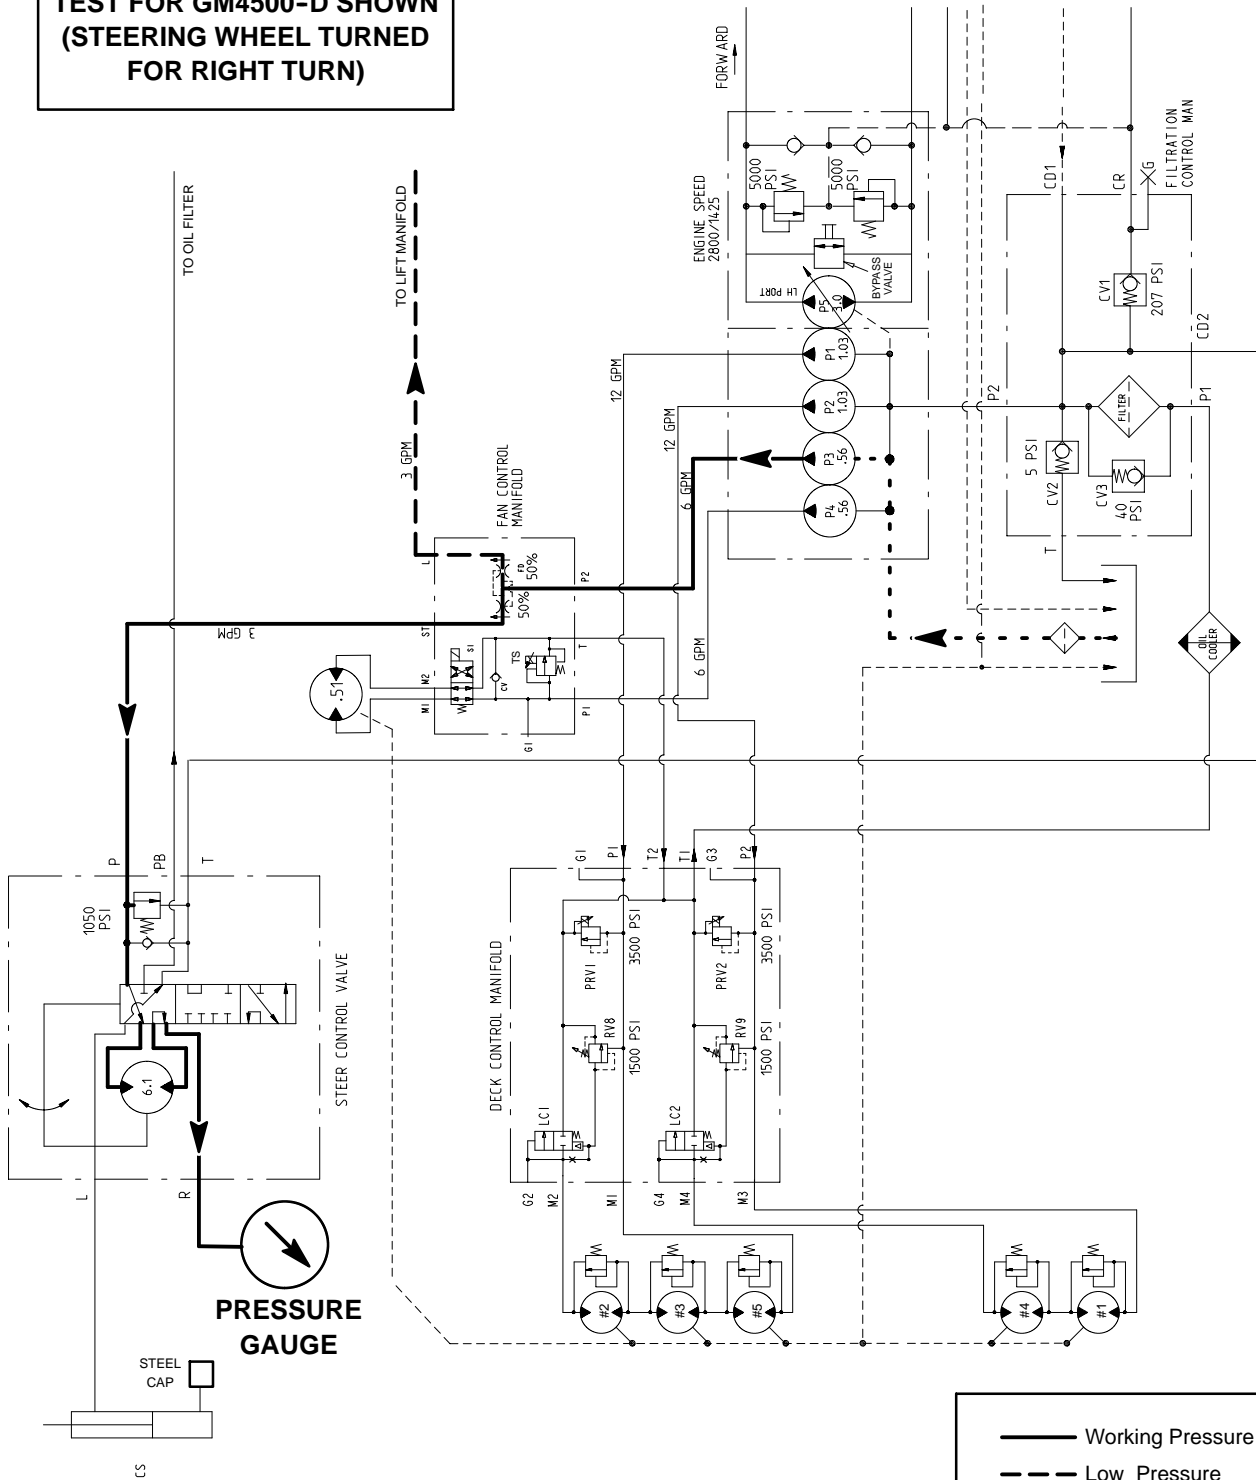 TEST FOR GM4500-D SHOWN
(STEERING WHEEL TURNED
FOR RIGHT TURN)
TO OIL FILTER
TO LIFT MANIFOLD
3 GPM
FORWARD
ENGINE SPEED
2800/1425
5000
PSI
5000
PSI
BYPASS
VALVE
LH PORT
P5
3.0
P1
1.03
P2
1.03
P3
.56
P4
.56
12 GPM
12 GPM
6 GPM
6 GPM
CD1
CR
G
FILTRATION
CONTROL MAN
CV1
207 PSI
CD2
P2
P1
FILTER
5 PSI
CV2
CV3
40
PSI
T
OIL
COOLER
FAN CONTROL
MANIFOLD
L
FD
50%
50%
P2
ST
3 GPM
S1
TS
T
M2
M1
CV
P1
G1
.51
P
PB
T
1050
PSI
STEER CONTROL VALVE
6.1
L
R
PRESSURE
GAUGE
STEEL
CAP
CS
DECK CONTROL MANIFOLD
G1
P1
T2
T1
G3
P2
PRV1
3500 PSI
PRV2
3500 PSI
RV8
1500 PSI
RV9
1500 PSI
LC1
LC2
G2
M2
M1
G4
M4
M3
#2
#3
#5
#4
#1
Working Pressure
Low Pressure